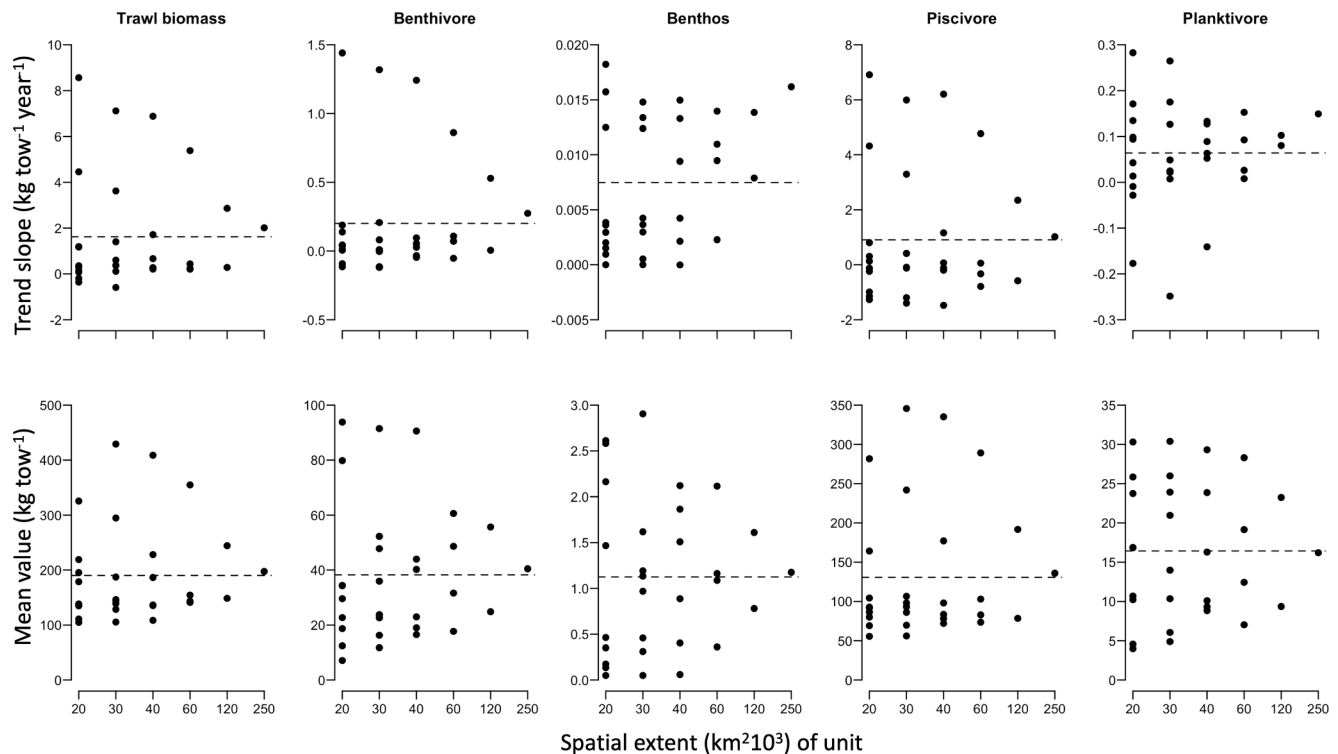 Trawl biomass Benthivore Benthos Piscivore Planktivore
Trend slope (kg tow-1 year-1)
10 8 6 4 2 0 -2
1.5 1.0 0.5 0.0 -0.5
0.020 0.015 0.010 0.005 0.000 -0.005
8 6 4 2 0 -2
0.3 0.2 0.1 0.0 -0.1 -0.2 -0.3
Mean value (kg tow-1)
500 400 300 200 100 0
100 80 60 40 20 0
3.0 2.5 2.0 1.5 1.0 0.5 0.0
350 300 250 200 150 100 50 0
35 30 25 20 15 10 5 0
20 30 40 60 120 250 20 30 40 60 120 250 20 30 40 60 120 250 20 30 40 60 120 250 20 30 40 60 120 250
Spatial extent (km²10³) of unit